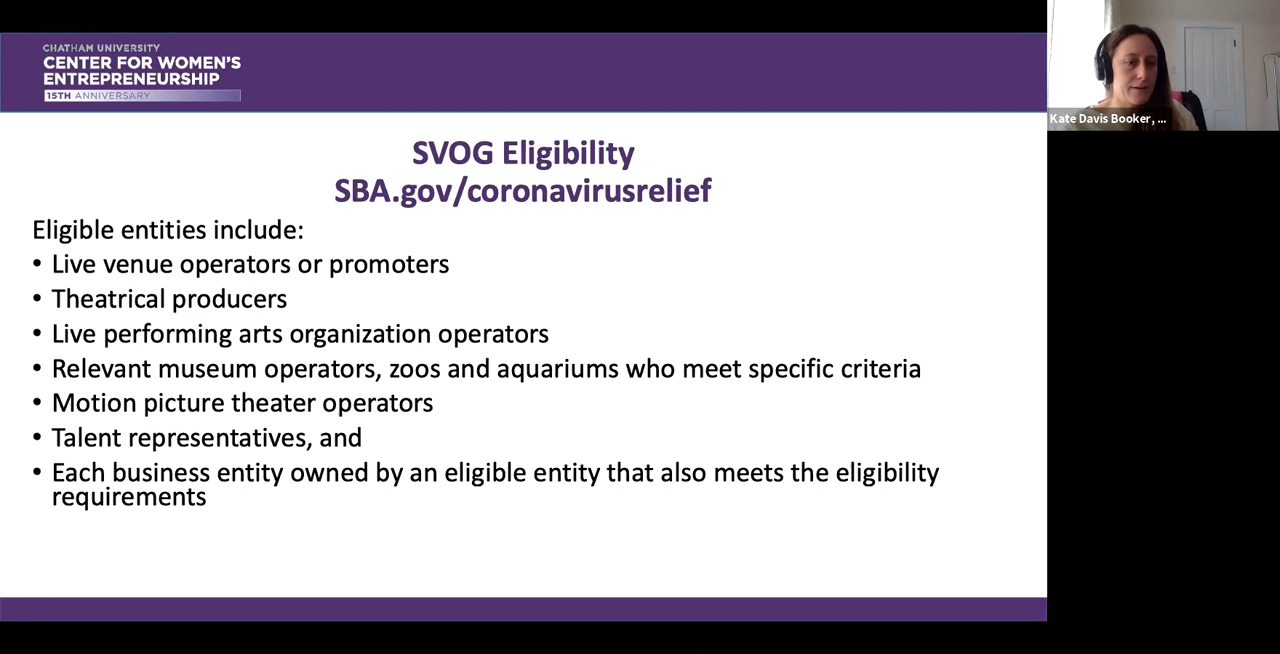 CHATHAM UNIVERSITY
CENTER FOR WOMEN'S
ENTREPRENEURSHIP
15TH ANNIVERSARY
Kate Davis Booker, ...
SVOG Eligibility
SBA.gov/coronavirusrelief
Eligible entities include:
• Live venue operators or promoters
• Theatrical producers
• Live performing arts organization operators
• Relevant museum operators, zoos and aquariums who meet specific criteria
• Motion picture theater operators
• Talent representatives, and
• Each business entity owned by an eligible entity that also meets the eligibility
requirements